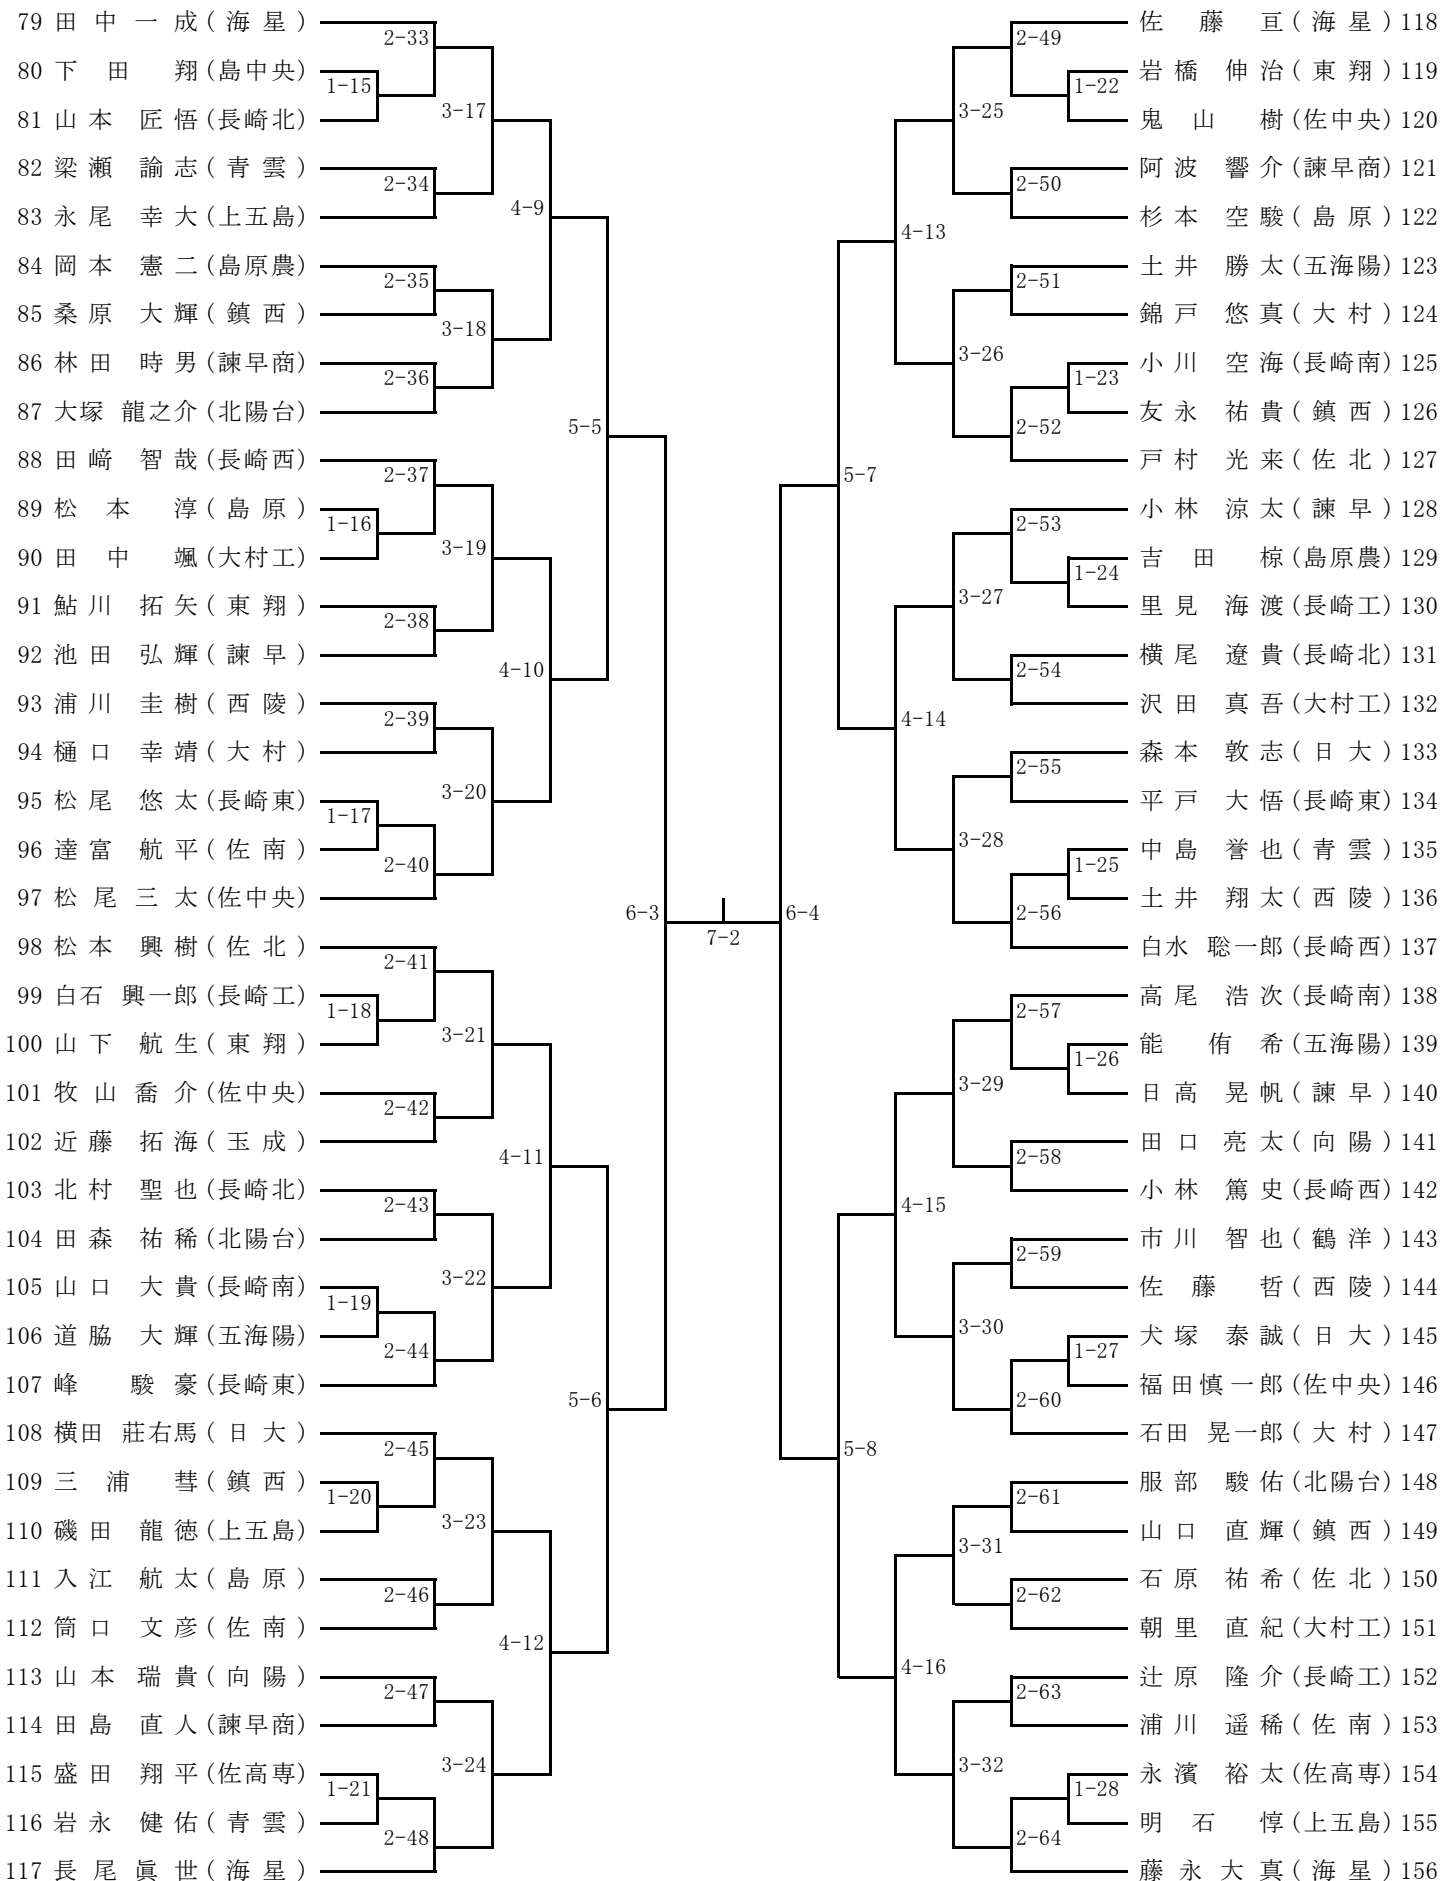 79 田中一成(海星)
2-33
80 下田 翔(島中央)
1-15
81 山本 匠悟(長崎北)
3-17
82 梁瀬 諭志(青雲)
2-34
83 永尾 幸大(上五島)
4-9
84 岡本 憲二(島原農)
2-35
85 桑原 大輝(鎮西)
3-18
86 林田 時男(諫早商)
2-36
87 大塚 龍之介(北陽台)
5-5
88 田﨑 智哉(長崎西)
2-37
89 松本 淳(島原)
1-16
90 田中 颯(大村工)
3-19
91 鮎川 拓矢(東翔)
2-38
92 池田 弘輝(諫早)
4-10
93 浦川 圭樹(西陵)
2-39
94 樋口 幸靖(大村)
3-20
95 松尾 悠太(長崎東)
1-17
96 達富 航平(佐南)
2-40
97 松尾三太(佐中央)
6-3
98 松本 興樹(佐北)
2-41
99 白石 興一郎(長崎工)
1-18
100 山下 航生(東翔)
3-21
101 牧山喬介(佐中央)
2-42
102 近藤 拓海(玉成)
4-11
103 北村 聖也(長崎北)
2-43
104 田森 祐稀(北陽台)
3-22
105 山口 大貴(長崎南)
1-19
106 道脇 大輝(五海陽)
2-44
107 峰 駿豪(長崎東)
5-6
108 横田 莊右馬(日大)
2-45
109 三浦 彗(鎮西)
1-20
110 磯田 龍徳(上五島)
3-23
111 入江 航太(島原)
2-46
112 筒口 文彦(佐南)
4-12
113 山本 瑞貴(向陽)
2-47
114 田島 直人(諫早商)
3-24
115 盛田 翔平(佐高専)
1-21
116 岩永 健佑(青雲)
2-48
117 長尾眞世(海星)
7-2
佐藤 亘(海星) 118
2-49
岩橋 伸治(東翔) 119
1-22
鬼山 樹(佐中央) 120
3-25
阿波 響介(諫早商) 121
2-50
杉本 空駿(島原) 122
4-13
土井 勝太(五海陽) 123
2-51
錦戸 悠真(大村) 124
3-26
小川 空海(長崎南) 125
1-23
友永 祐貴(鎮西) 126
2-52
戸村 光来(佐北) 127
5-7
小林 涼太(諫早) 128
2-53
吉田 椋(島原農) 129
1-24
里見 海渡(長崎工) 130
3-27
横尾 遼貴(長崎北) 131
2-54
沢田 真吾(大村工) 132
4-14
森本 敦志(日大) 133
2-55
平戸 大悟(長崎東) 134
3-28
中島 誉也(青雲) 135
1-25
土井 翔太(西陵) 136
2-56
白水 聡一郎(長崎西) 137
6-4
高尾 浩次(長崎南) 138
2-57
能 侑希(五海陽) 139
1-26
日高 晃帆(諫早) 140
3-29
田口 亮太(向陽) 141
2-58
小林 篤史(長崎西) 142
4-15
市川 智也(鶴洋) 143
2-59
佐藤 哲(西陵) 144
3-30
犬塚 泰誠(日大) 145
1-27
福田慎一郎(佐中央) 146
2-60
石田 晃一郎(大村) 147
5-8
服部 駿佑(北陽台) 148
2-61
山口 直輝(鎮西) 149
3-31
石原 祐希(佐北) 150
2-62
朝里 直紀(大村工) 151
4-16
辻原 隆介(長崎工) 152
2-63
浦川 遥稀(佐南) 153
3-32
永濱 裕太(佐高専) 154
1-28
明石 惇(上五島) 155
2-64
藤永大真(海星) 156